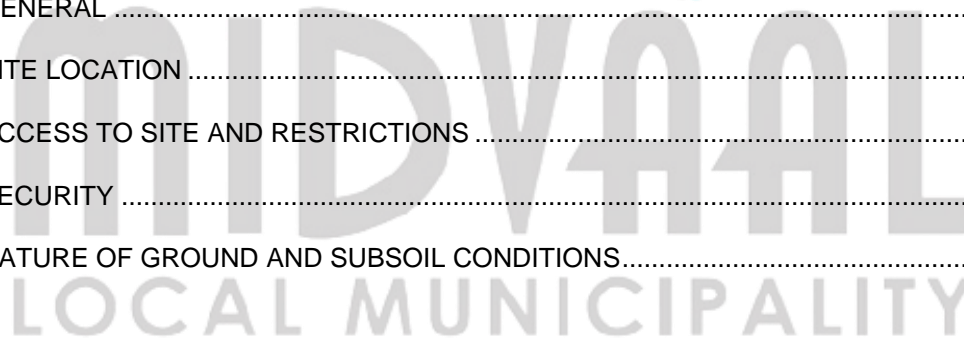 ENERAL ................................................................................................................
MIDVAAL
ITE LOCATION ......................................................................................................
CCESS TO SITE AND RESTRICTIONS ................................................................
ECURITY ...............................................................................................................
ATURE OF GROUND AND SUBSOIL CONDITIONS.............................................
LOCAL MUNICIPALITY